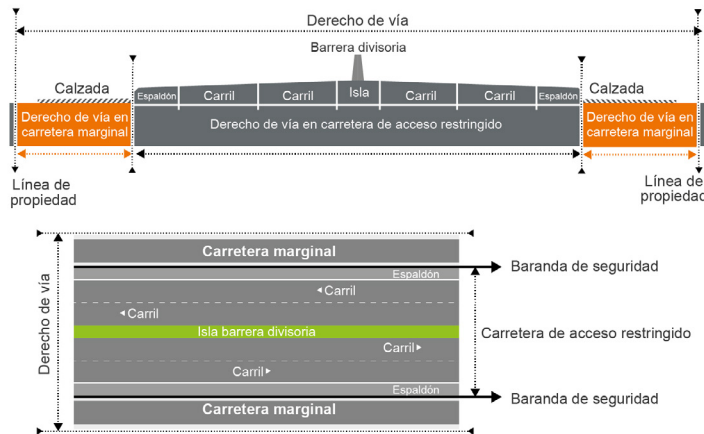 Derecho de vía
Barrera divisoria
Calzada
Calzada
Espaldón
Carril
Carril
Isla
Carril
Carril
Espaldón
Derecho de vía en
carretera marginal
Derecho de vía en carretera de acceso restringido
Derecho de vía en
carretera marginal
Línea de
propiedad
Línea de
propiedad
Carretera marginal
Espaldón
Baranda de seguridad
Carril
Carril
Derecho de vía
Isla barrera divisoria
Carretera de acceso restringido
Carril
Carril
Espaldón
Baranda de seguridad
Carretera marginal